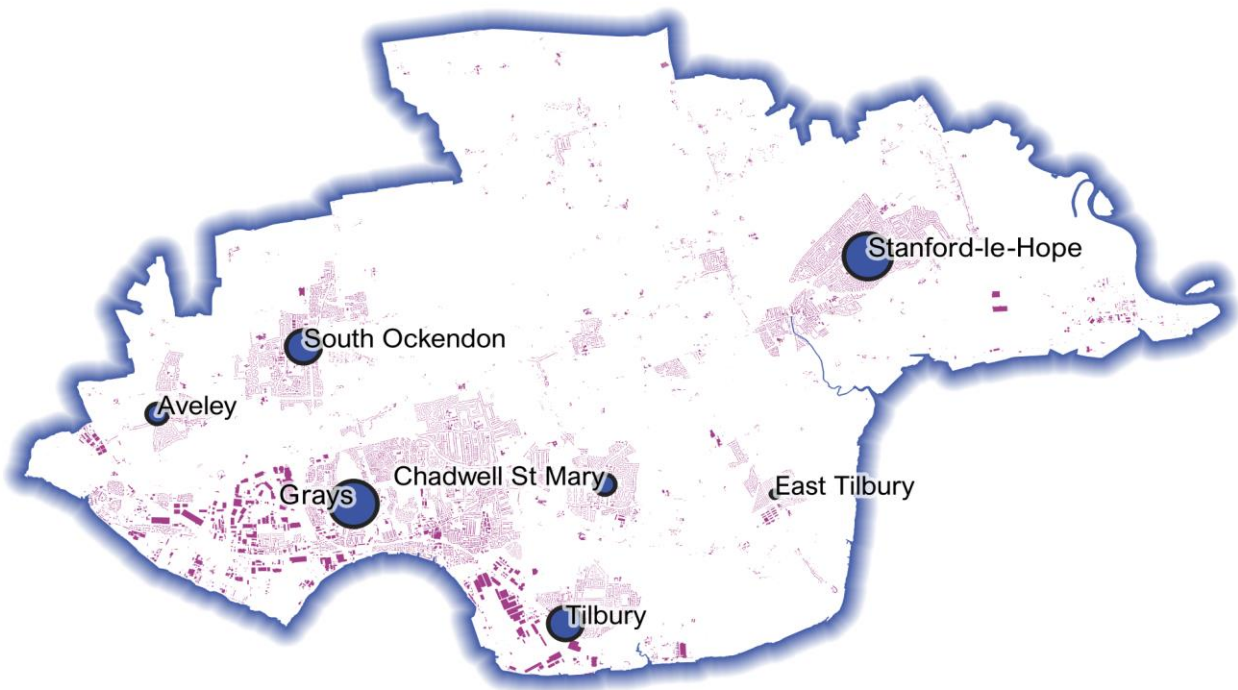 Stanford-le-Hope
South Ockendon
Aveley
Chadwell St Mary
Grays
East Tilbury
Tilbury